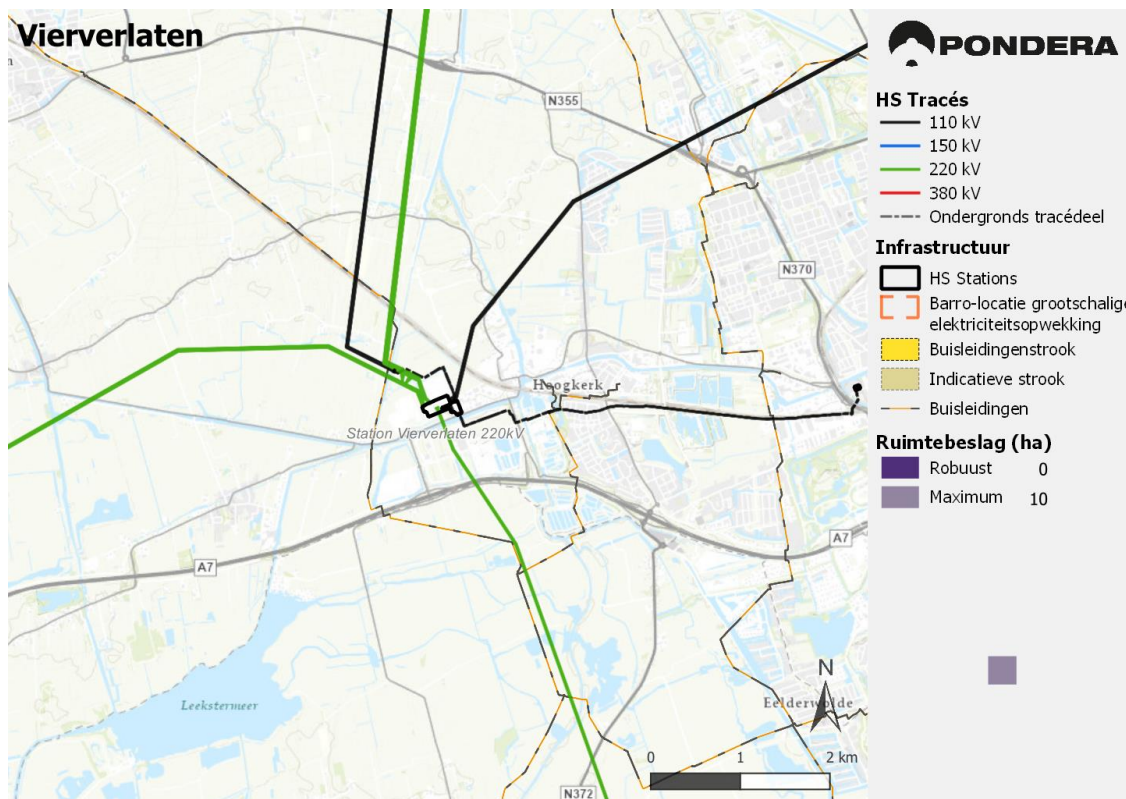 Vierverlaten
PONDERA
HS Tracés
110 kV
150 kV
220 kV
380 kV
Ondergronds tracédeel
Infrastructuur
HS Stations
Barro-locatie grootschalige
elektriciteitsopwekking
Buisleidingenstrook
Indicatieve strook
Buisleidingen
Ruimtebeslag (ha)
Robuust 0
Maximum 10
N355
N370
Hoogkerk
Station Vierverlaten 220kV
A7
A7
Leekstermeer
Eelderwolde
N372
N
0 1 2 km